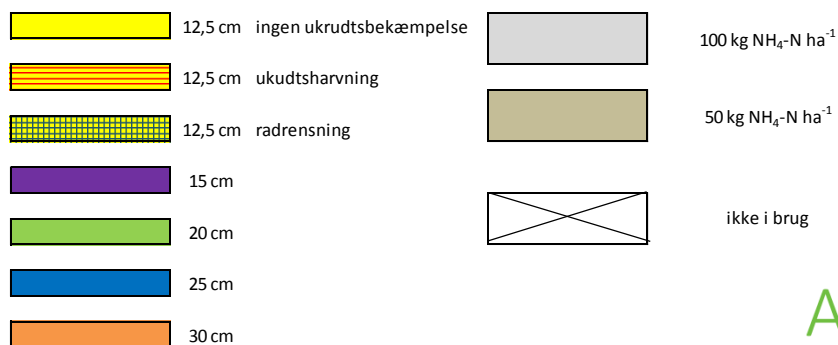 12,5 cm ingen ukrudtsbekæmpelse
12,5 cm ukudtsharvning
12,5 cm radrensning
15 cm
20 cm
25 cm
30 cm
100 kg NH₄-N ha⁻¹
50 kg NH₄-N ha⁻¹
ikke i brug
A